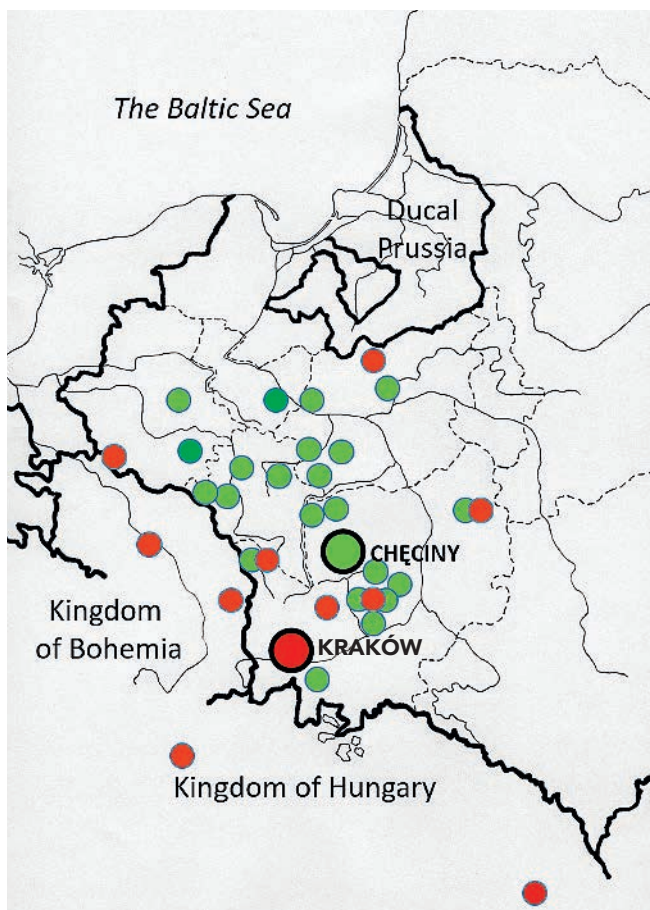 The Baltic Sea
Ducal
Prussia
CHĘCINY
Kingdom
of Bohemia
KRAKÓW
Kingdom of Hungary